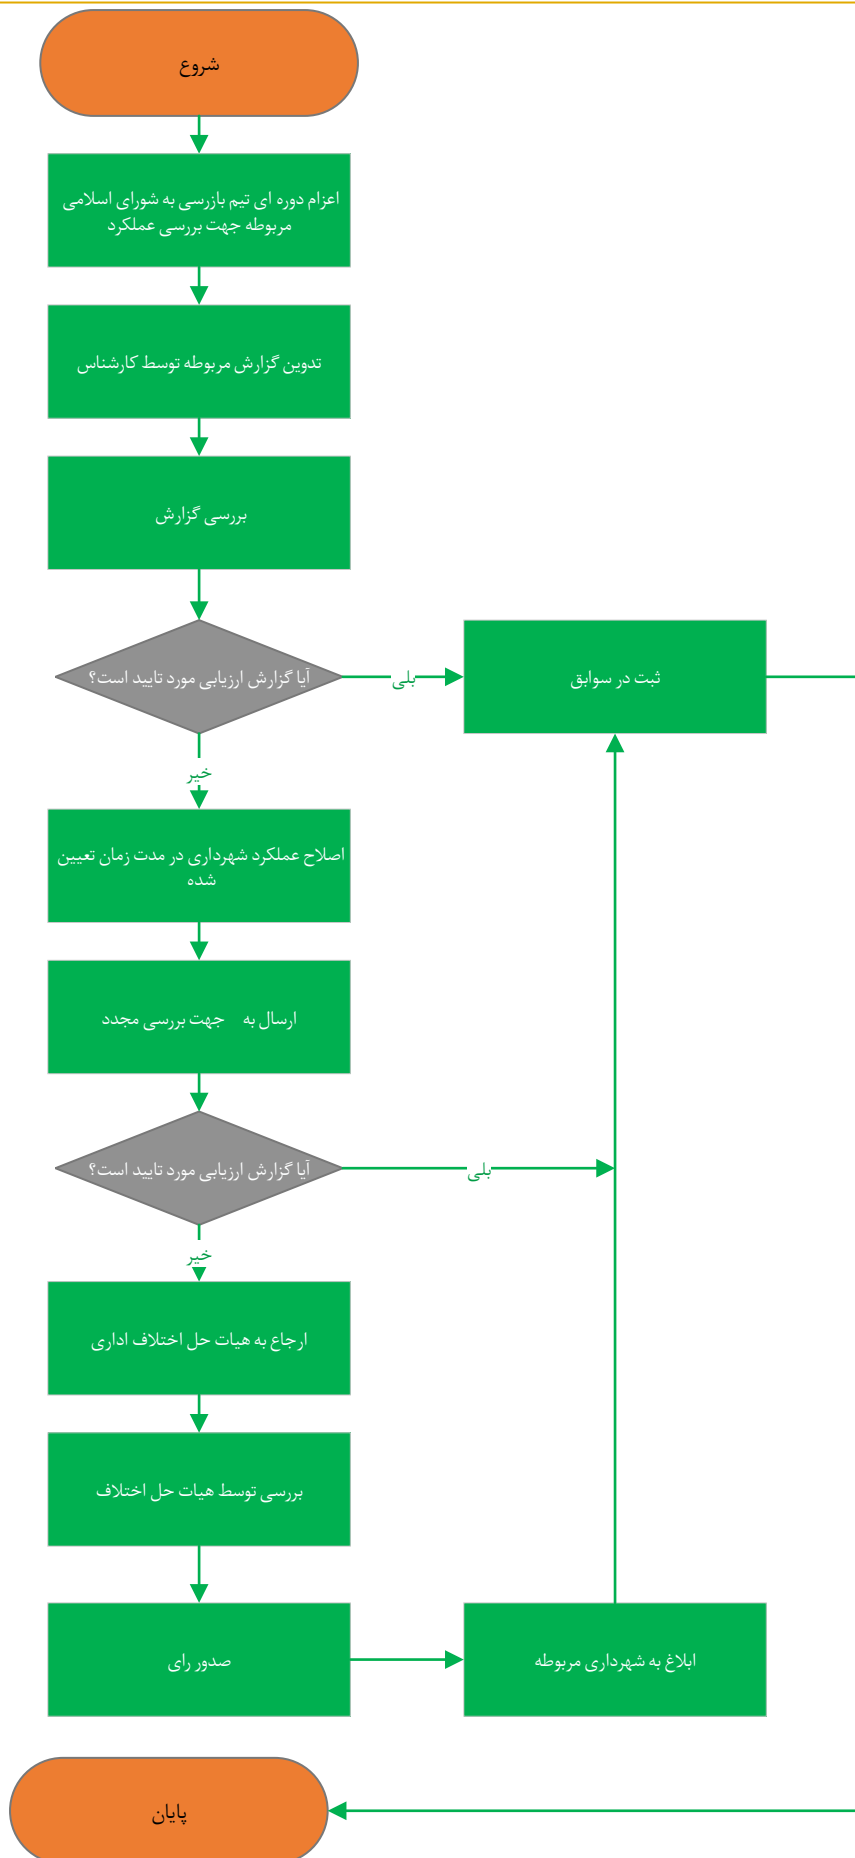 شروع
اعزام دوره ای تیم بازرسی به شورای اسلامی
مربوطه جهت بررسی عملکرد
تدوین گزارش مربوطه توسط کارشناس
بررسی گزارش
آیا گزارش ارزیابی مورد تایید است؟
بلی
ثبت در سوابق
خیر
اصلاح عملکرد شهرداری در مدت زمان تعیین
شده
ارسال به جهت بررسی مجدد
آیا گزارش ارزیابی مورد تایید است؟
بلی
خیر
ارجاع به هیات حل اختلاف اداری
بررسی توسط هیات حل اختلاف
صدور رای
ابلاغ به شهرداری مربوطه
پایان